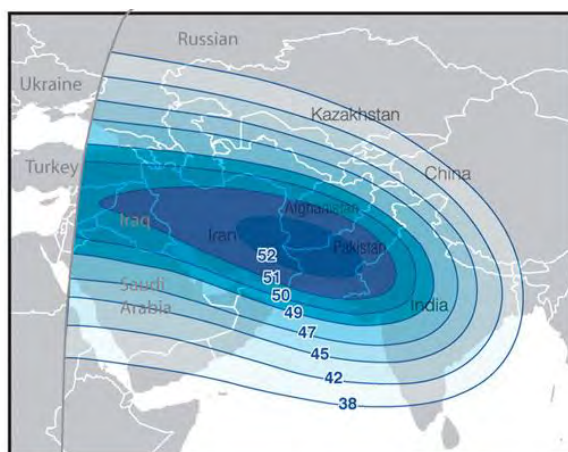 Russian
Ukraine
Kazakhstan
China
Turkey
Afghanistan
Iraq
Iran
Pakistan
52
51
Saudi
Arabia
50
49
India
47
45
42
38